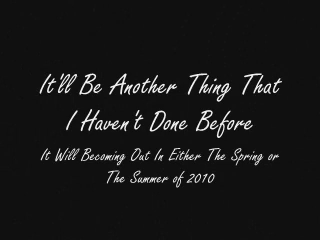 It'll Be Another Thing That
I Haven't Done Before
It Will Becoming Out In Either The Spring or
The Summer of 2010